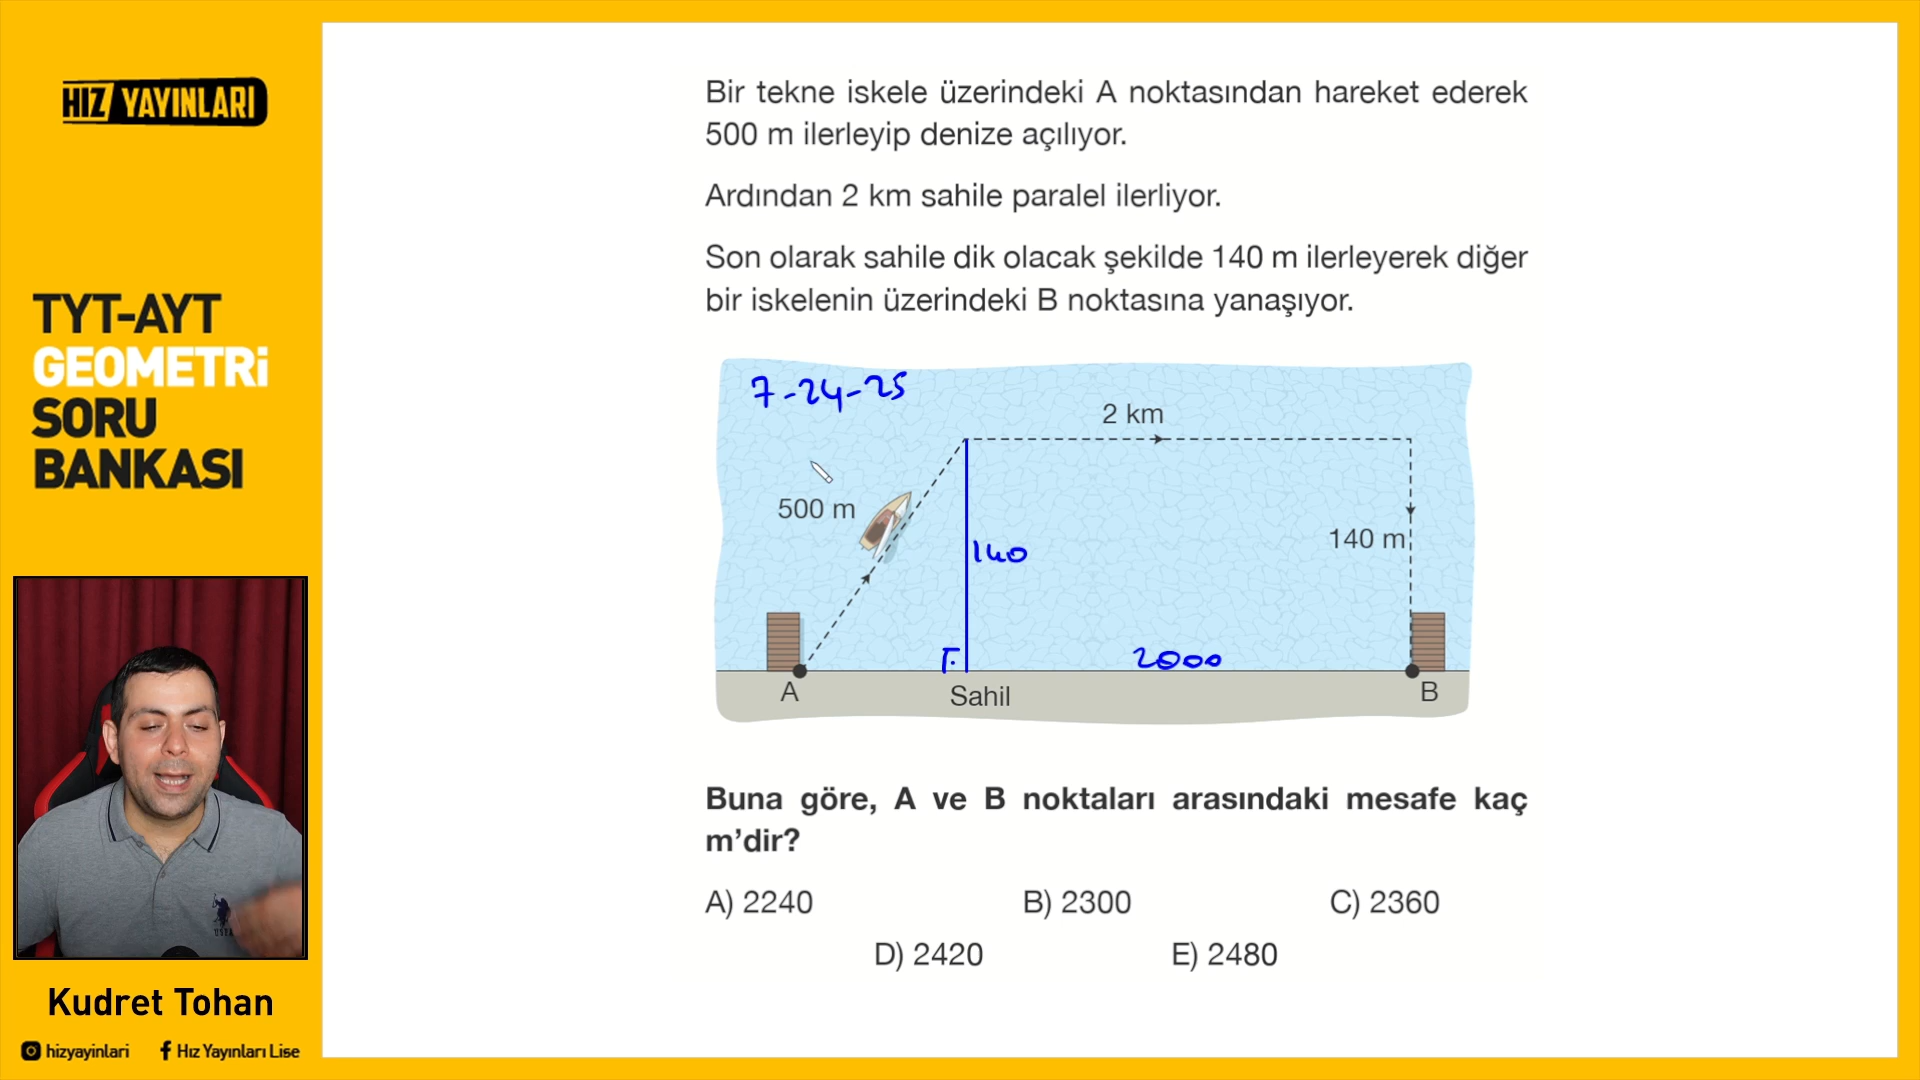 HIZ YAYINLARI
TYT-AYT
GEOMETRi
SORU
BANKASI
Kudret Tohan
hizyayinlari
Hız Yayınları Lise
Bir tekne iskele üzerindeki A noktasından hareket ederek
500 m ilerleyip denize açılıyor.
Ardından 2 km sahile paralel ilerliyor.
Son olarak sahile dik olacak şekilde 140 m ilerleyerek diğer
bir iskelenin üzerindeki B noktasına yanaşıyor.
7-24-25
2 km
500 m
140 m
140
2000
A
Sahil
B
Buna göre, A ve B noktaları arasındaki mesafe kaç
m’dir?
A) 2240
B) 2300
C) 2360
D) 2420
E) 2480